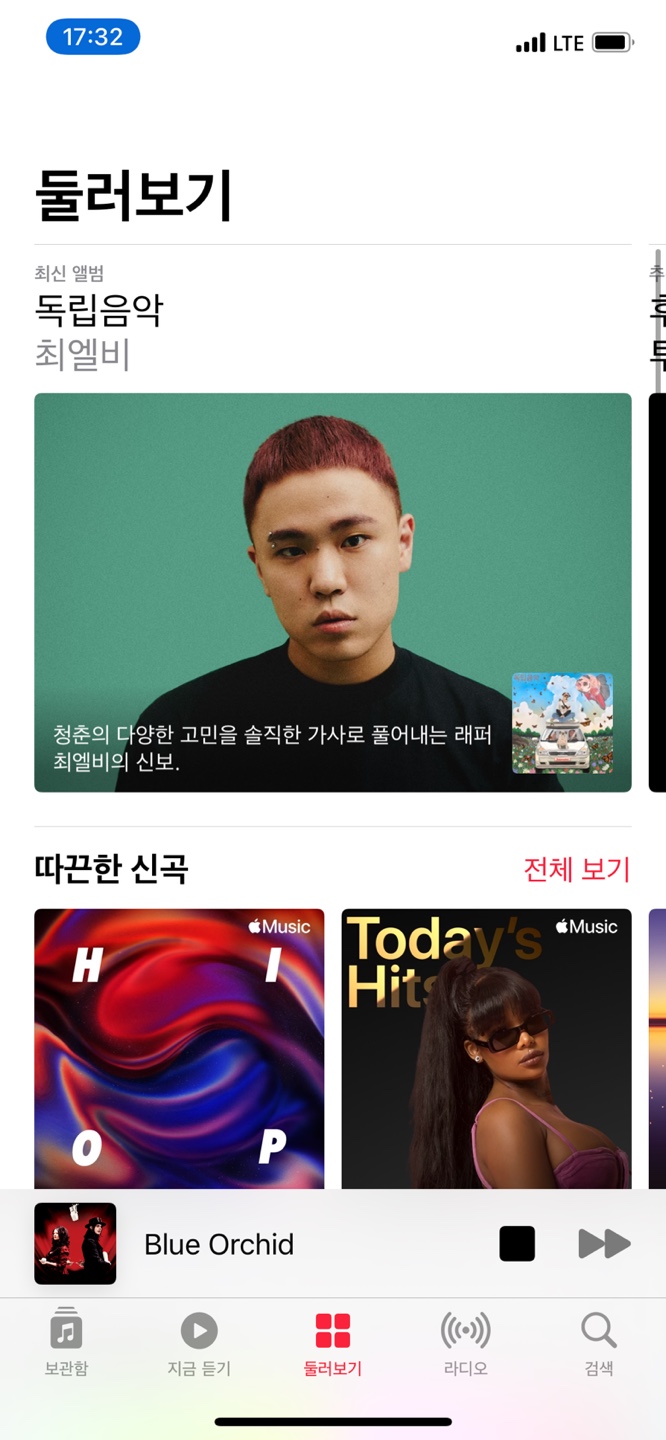 17:32
LTE
둘러보기
최신 앨범
독립음악
최엘비
청춘의 다양한 고민을 솔직한 가사로 풀어내는 래퍼
최엘비의 신보.
독립음악
따끈한 신곡
전체 보기
Music
H I
O P
Today's
Hits
Music
Blue Orchid
보관함
지금 듣기
둘러보기
라디오
검색